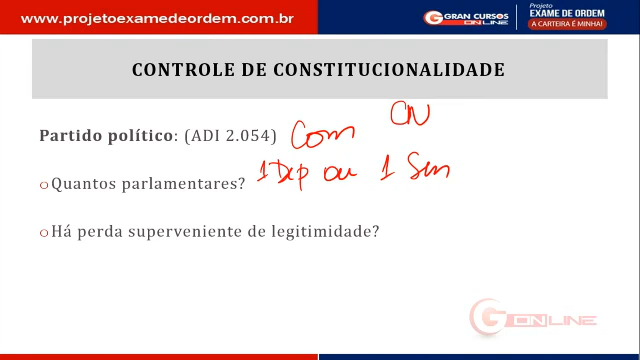 www.projetoexamedeordem.com.br
GRAN CURSOS
ONLINE
Projeto
EXAME DE ORDEM
A CARTEIRA É MINHA!
CONTROLE DE CONSTITUCIONALIDADE
CN
Partido político: (ADI 2.054) Com
Quantos parlamentares? 1 Dep ou 1 Sen
Há perda superveniente de legitimidade?
G ONLINE